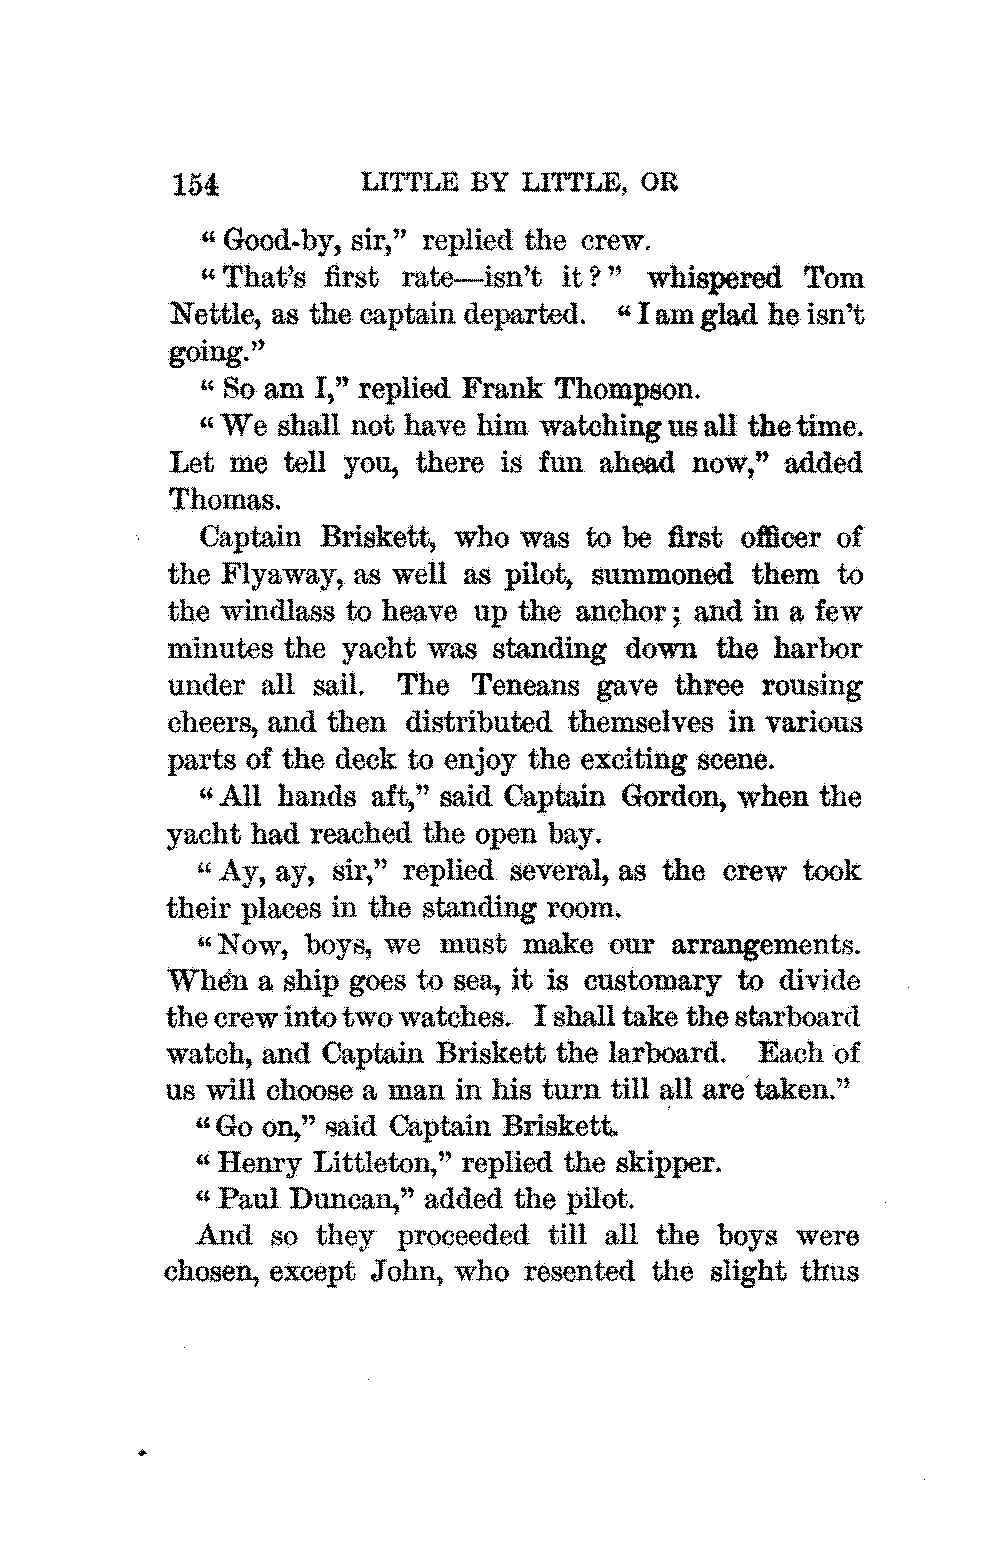 154 LITTLE BY LITTLE, OR
“Good-by, sir,” replied the crew.
“That’s first rate—isn’t it?” whispered Tom
Nettle, as the captain departed. “I am glad he isn’t
going.”
“So am I,” replied Frank Thompson.
“We shall not have him watching us all the time.
Let me tell you, there is fun ahead now,” added
Thomas.
Captain Briskett, who was to be first officer of
the Flyaway, as well as pilot, summoned them to
the windlass to heave up the anchor; and in a few
minutes the yacht was standing down the harbor
under all sail. The Teneans gave three rousing
cheers, and then distributed themselves in various
parts of the deck to enjoy the exciting scene.
“All hands aft,” said Captain Gordon, when the
yacht had reached the open bay.
“Ay, ay, sir,” replied several, as the crew took
their places in the standing room.
“Now, boys, we must make our arrangements.
When a ship goes to sea, it is customary to divide
the crew into two watches. I shall take the starboard
watch, and Captain Briskett the larboard. Each of
us will choose a man in his turn till all are taken.”
“Go on,” said Captain Briskett.
“Henry Littleton,” replied the skipper.
“Paul Duncan,” added the pilot.
And so they proceeded till all the boys were
chosen, except John, who resented the slight thus